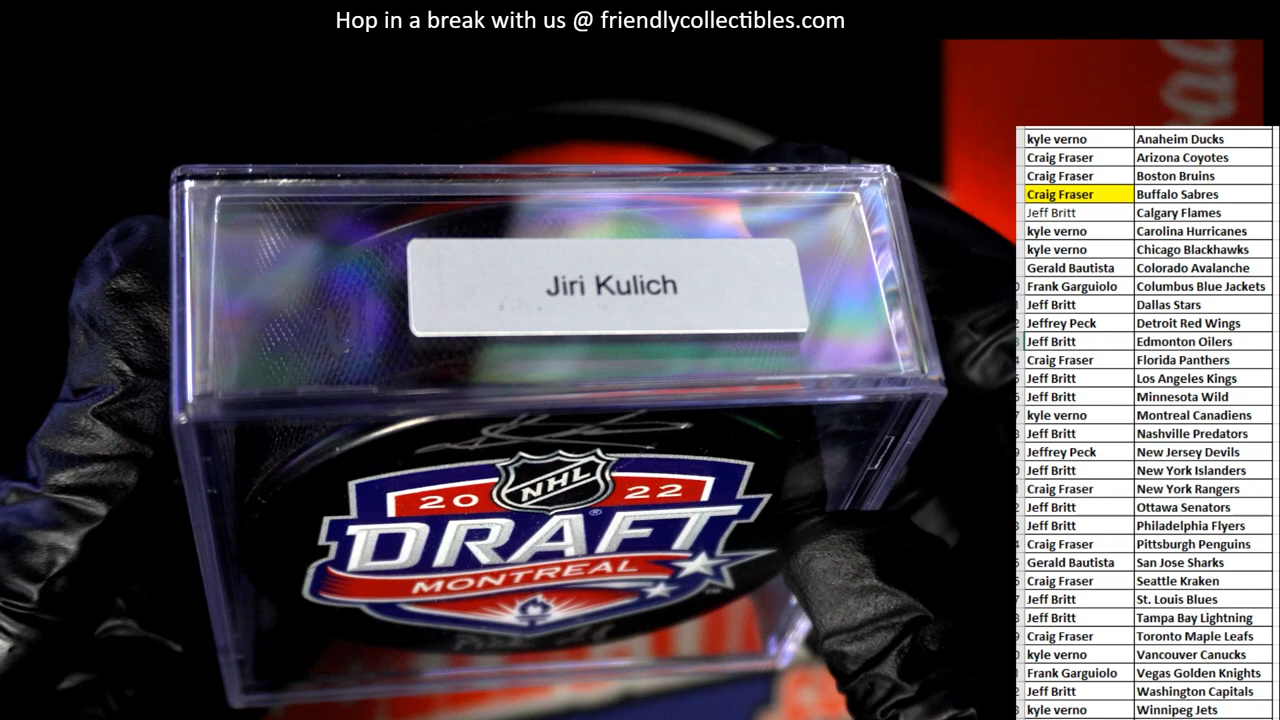 Hop in a break with us @ friendlycollectibles.com
Jiri Kulich
NHL
20 22
DRAFT
MONTREAL
kyle verno Anaheim Ducks
Craig Fraser Arizona Coyotes
Craig Fraser Boston Bruins
Craig Fraser Buffalo Sabres
Jeff Britt Calgary Flames
kyle verno Carolina Hurricanes
kyle verno Chicago Blackhawks
Gerald Bautista Colorado Avalanche
Frank Garguiolo Columbus Blue Jackets
Jeff Britt Dallas Stars
Jeffrey Peck Detroit Red Wings
Jeff Britt Edmonton Oilers
Craig Fraser Florida Panthers
Jeff Britt Los Angeles Kings
Jeff Britt Minnesota Wild
kyle verno Montreal Canadiens
Jeff Britt Nashville Predators
Jeffrey Peck New Jersey Devils
Jeff Britt New York Islanders
Craig Fraser New York Rangers
Jeff Britt Ottawa Senators
Jeff Britt Philadelphia Flyers
Craig Fraser Pittsburgh Penguins
Gerald Bautista San Jose Sharks
Craig Fraser Seattle Kraken
Jeff Britt St. Louis Blues
Jeff Britt Tampa Bay Lightning
Craig Fraser Toronto Maple Leafs
kyle verno Vancouver Canucks
Frank Garguiolo Vegas Golden Knights
Jeff Britt Washington Capitals
kyle verno Winnipeg Jets